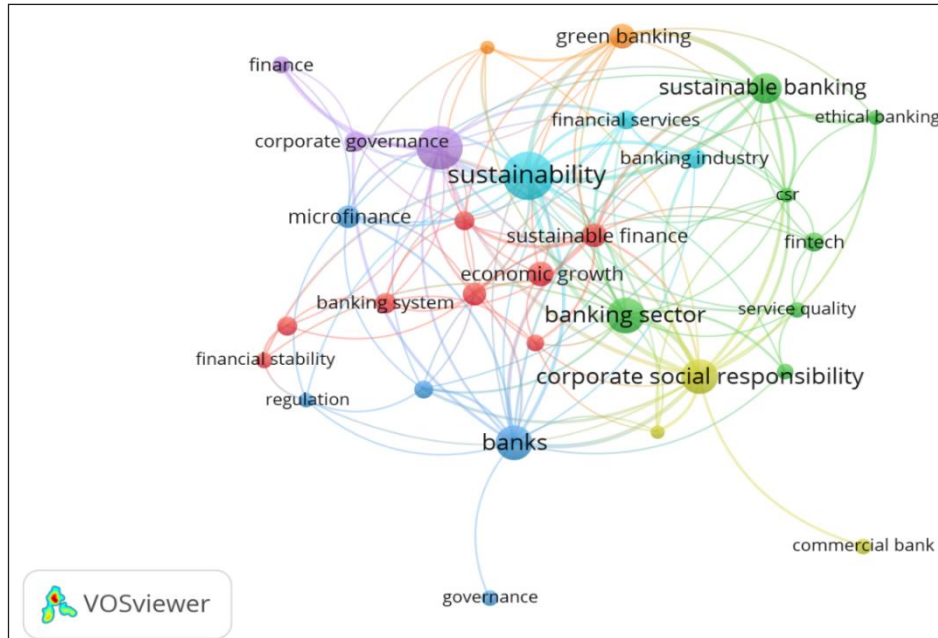 green banking
finance
sustainable banking
ethical banking
financial services
corporate governance
banking industry
sustainability
csr
microfinance
sustainable finance
fintech
economic growth
banking system
service quality
banking sector
financial stability
corporate social responsibility
regulation
banks
commercial bank
governance
VOSviewer